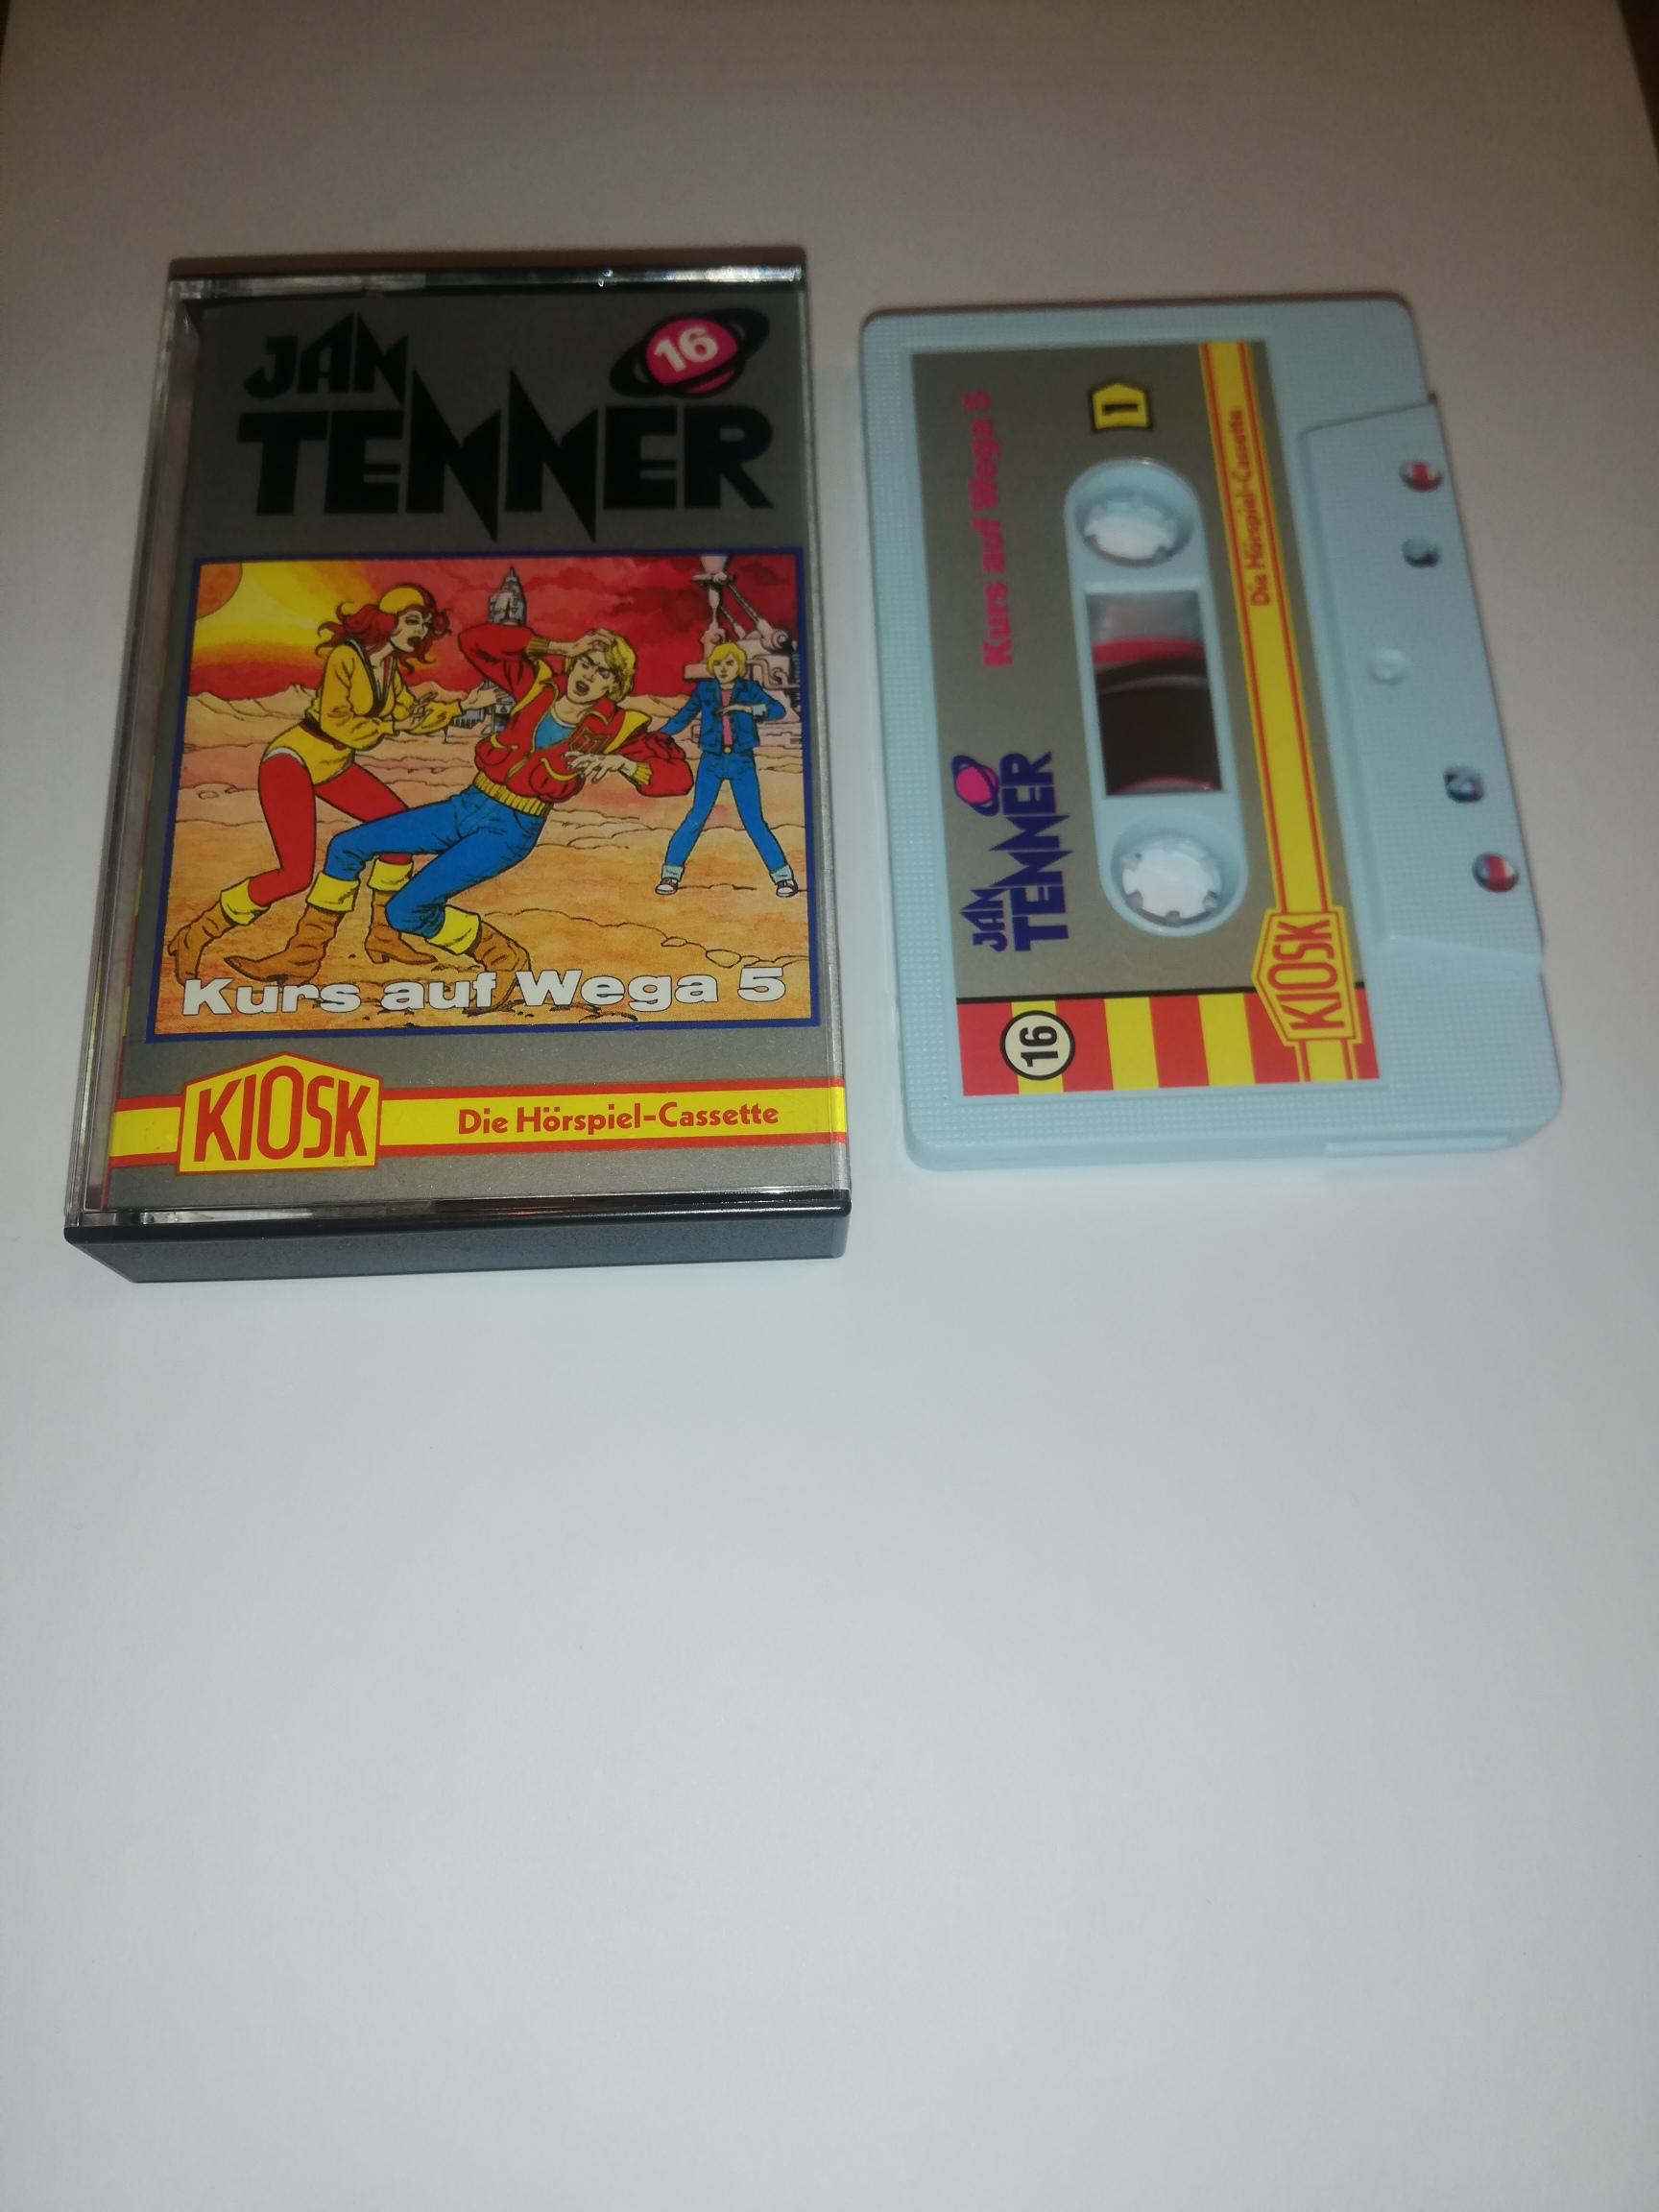 JAN
TENNER
16
Kurs auf Wega 5
KIOSK
Die Hörspiel-Cassette
Kurs auf Wega 5
1
JAN
TENNER
16
Die Hörspiel-Cassette
KIOSK